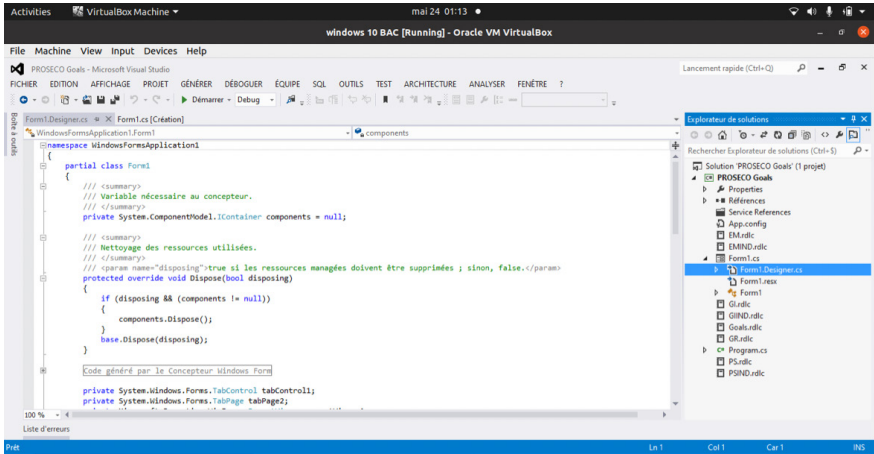 Activities VirtualBox Machine mai 24 01:13
windows 10 BAC [Running] - Oracle VM VirtualBox
File Machine View Input Devices Help
PROSECO Goals - Microsoft Visual Studio
Lancement rapide (Ctrl+Q)
FICHIER EDITION AFFICHAGE PROJET GÉNÉRER DÉBOGUER ÉQUIPE SQL OUTILS TEST ARCHITECTURE ANALYSER FENÊTRE ?
Démarrer Debug
Boîte à outils
Form1.Designer.cs Form1.cs [Création]
WindowsFormsApplication1.Form1 components
namespace WindowsFormsApplication1
{
partial class Form1
{
/// <summary>
/// Variable nécessaire au concepteur.
/// </summary>
private System.ComponentModel.IContainer components = null;
/// <summary>
/// Nettoyage des ressources utilisées.
/// </summary>
/// <param name="disposing">true si les ressources managées doivent être supprimées ; sinon, false.</param>
protected override void Dispose(bool disposing)
{
if (disposing && (components != null))
{
components.Dispose();
}
base.Dispose(disposing);
}
Code généré par le Concepteur Windows Form
private System.Windows.Forms.TabControl tabControl1;
private System.Windows.Forms.TabPage tabPage2;
100 %
Liste d'erreurs
Explorateur de solutions
Rechercher Explorateur de solutions (Ctrl+$)
Solution 'PROSECO Goals' (1 projet)
PROSECO Goals
Properties
Références
Service References
App.config
EM.rdlc
EMIND.rdlc
Form1.cs
Form1.Designer.cs
Form1.resx
Form1
GI.rdlc
GIIND.rdlc
Goals.rdlc
GR.rdlc
Program.cs
PS.rdlc
PSIND.rdlc
Prêt Ln 1 Col 1 Car 1 INS